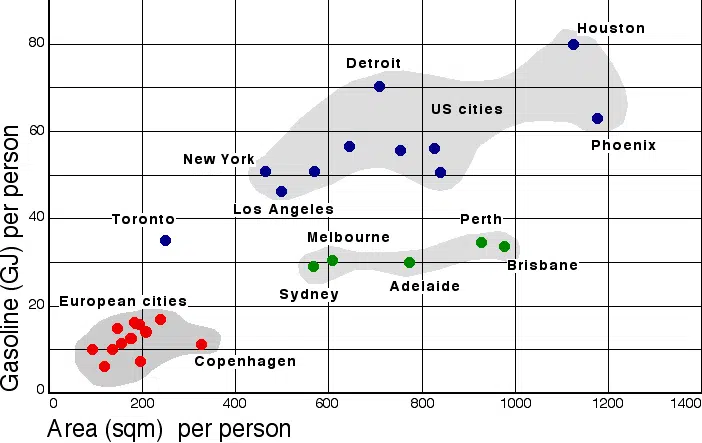 Houston
80
Detroit
US cities
60
Phoenix
New York
Los Angeles
40
Toronto
Perth
Melbourne
Brisbane
Adelaide
Sydney
European cities
20
Copenhagen
0
Gasoline (GJ) per person
0 200 400 600 800 1000 1200 1400
Area (sqm) per person